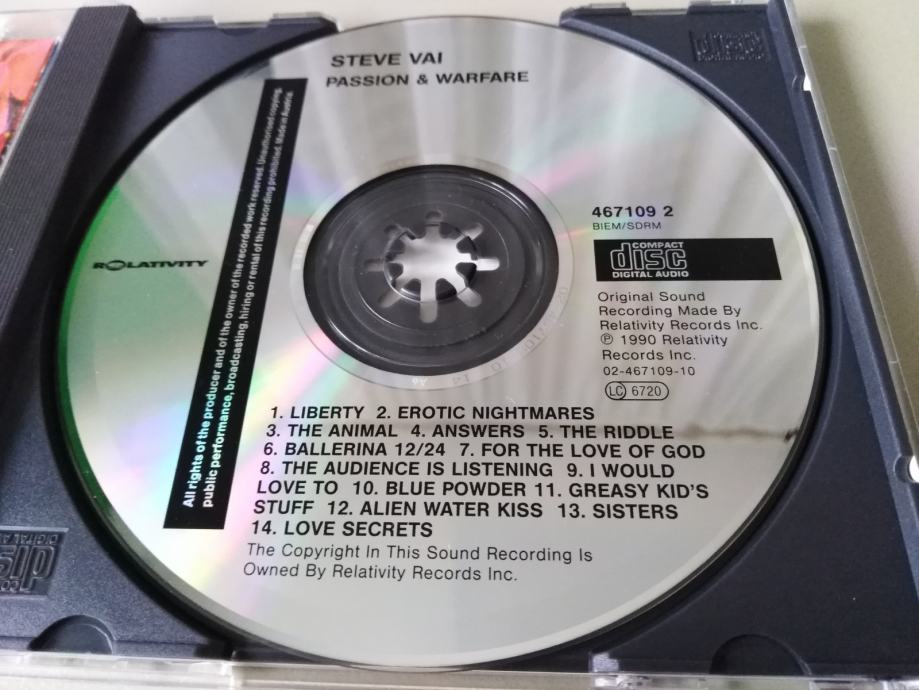 STEVE VAI
PASSION & WARFARE
All rights of the producer and of the owner of the recorded work reserved. Unauthorised copying,
public performance, broadcasting, hiring or rental of this recording prohibited. Made in Austria.
RELATIVITY
467109 2
BIEM/SDRM
COMPACT
disc
DIGITAL AUDIO
Original Sound
Recording Made By
Relativity Records Inc.
℗ 1990 Relativity
Records Inc.
02-467109-10
LC 6720
1. LIBERTY 2. EROTIC NIGHTMARES
3. THE ANIMAL 4. ANSWERS 5. THE RIDDLE
6. BALLERINA 12/24 7. FOR THE LOVE OF GOD
8. THE AUDIENCE IS LISTENING 9. I WOULD
LOVE TO 10. BLUE POWDER 11. GREASY KID'S
STUFF 12. ALIEN WATER KISS 13. SISTERS
14. LOVE SECRETS
The Copyright In This Sound Recording Is
Owned By Relativity Records Inc.